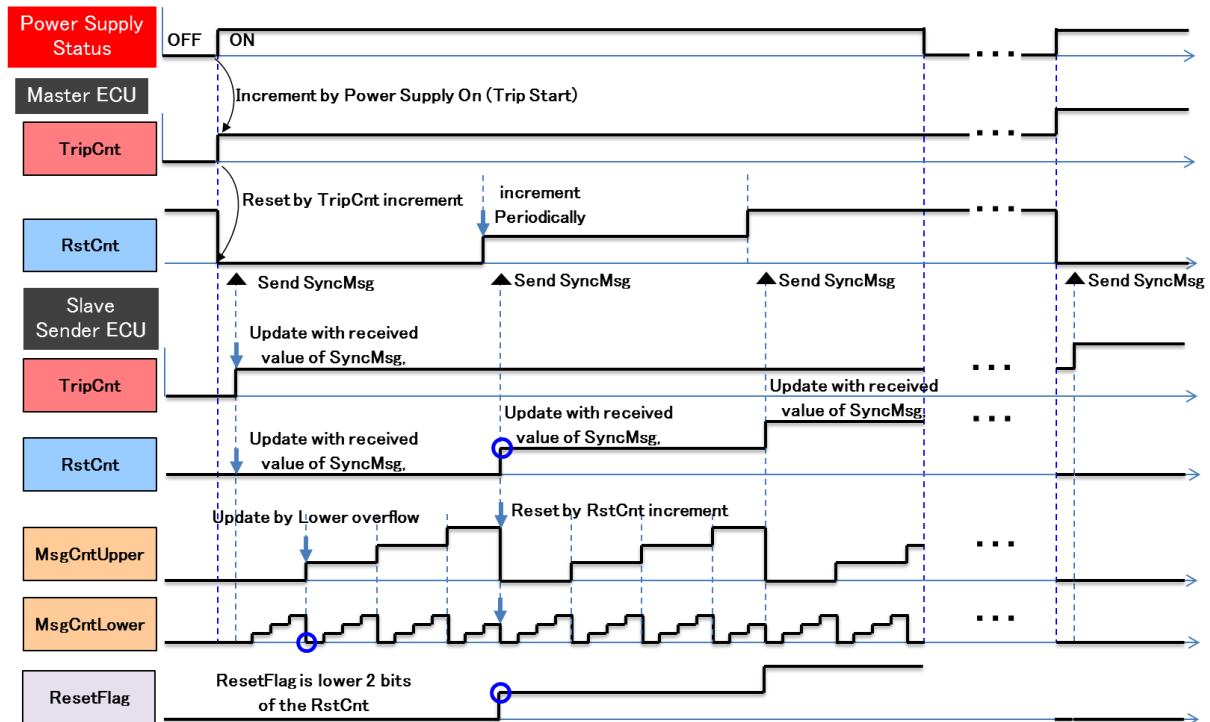 Power Supply
Status
OFF
ON
Master ECU
Increment by Power Supply On (Trip Start)
TripCnt
Reset by TripCnt increment
increment
Periodically
RstCnt
Send SyncMsg
Send SyncMsg
Send SyncMsg
Send SyncMsg
Slave
Sender ECU
Update with received
value of SyncMsg,
TripCnt
Update with received
value of SyncMsg,
Update with received
value of SyncMsg,
Update with received
value of SyncMsg,
RstCnt
Update by Lower overflow
Reset by RstCnt increment
MsgCntUpper
MsgCntLower
ResetFlag
ResetFlag is lower 2 bits
of the RstCnt